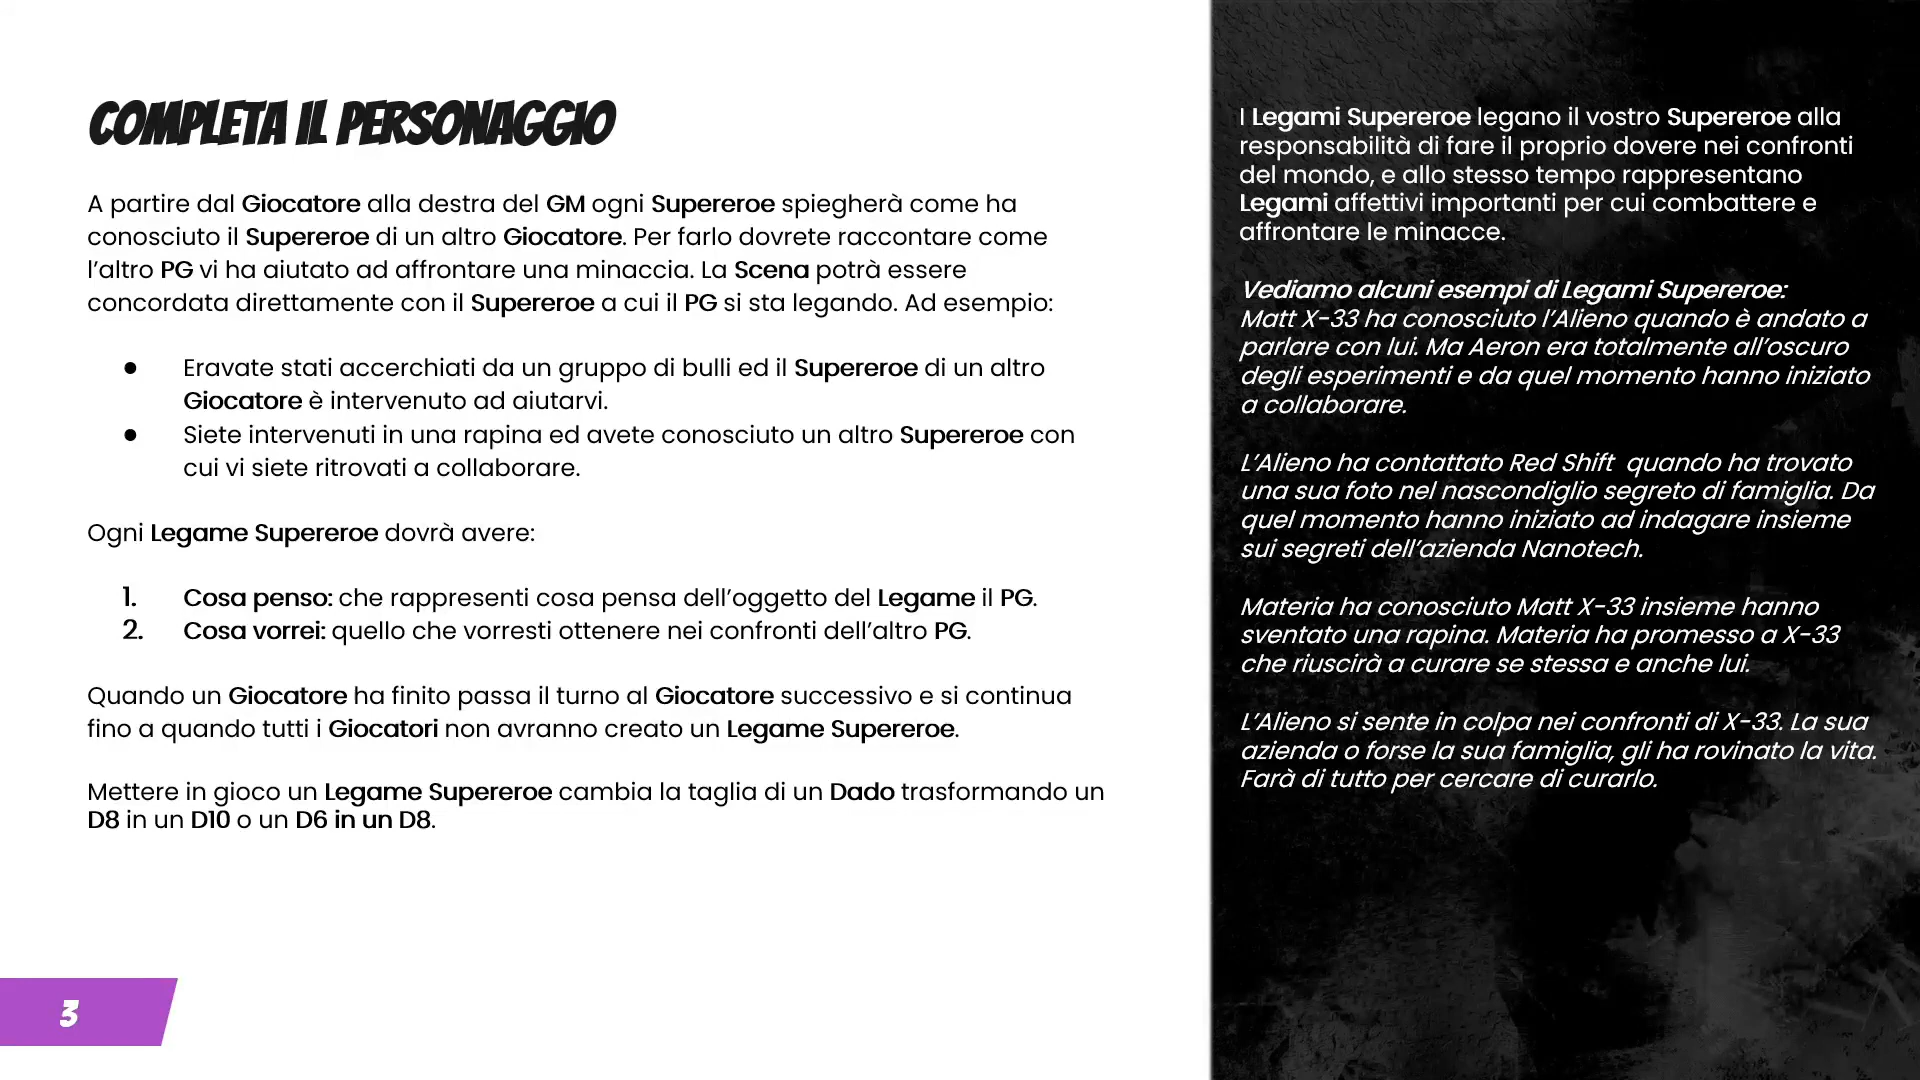 COMPLETA IL PERSONAGGIO
A partire dal Giocatore alla destra del GM ogni Supereroe spiegherà come ha
conosciuto il Supereroe di un altro Giocatore. Per farlo dovrete raccontare come
l'altro PG vi ha aiutato ad affrontare una minaccia. La Scena potrà essere
concordata direttamente con il Supereroe a cui il PG si sta legando. Ad esempio:
● Eravate stati accerchiati da un gruppo di bulli ed il Supereroe di un altro
Giocatore è intervenuto ad aiutarvi.
● Siete intervenuti in una rapina ed avete conosciuto un altro Supereroe con
cui vi siete ritrovati a collaborare.
Ogni Legame Supereroe dovrà avere:
1. Cosa penso: che rappresenti cosa pensa dell'oggetto del Legame il PG.
2. Cosa vorrei: quello che vorresti ottenere nei confronti dell'altro PG.
Quando un Giocatore ha finito passa il turno al Giocatore successivo e si continua
fino a quando tutti i Giocatori non avranno creato un Legame Supereroe.
Mettere in gioco un Legame Supereroe cambia la taglia di un Dado trasformando un
D8 in un D10 o un D6 in un D8.
3
I Legami Supereroe legano il vostro Supereroe alla
responsabilità di fare il proprio dovere nei confronti
del mondo, e allo stesso tempo rappresentano
Legami affettivi importanti per cui combattere e
affrontare le minacce.
Vediamo alcuni esempi di Legami Supereroe:
Matt X-33 ha conosciuto l'Alieno quando è andato a
parlare con lui. Ma Aeron era totalmente all'oscuro
degli esperimenti e da quel momento hanno iniziato
a collaborare.
L'Alieno ha contattato Red Shift  quando ha trovato
una sua foto nel nascondiglio segreto di famiglia. Da
quel momento hanno iniziato ad indagare insieme
sui segreti dell'azienda Nanotech.
Materia ha conosciuto Matt X-33 insieme hanno
sventato una rapina. Materia ha promesso a X-33
che riuscirà a curare se stessa e anche lui.
L'Alieno si sente in colpa nei confronti di X-33. La sua
azienda o forse la sua famiglia, gli ha rovinato la vita.
Farà di tutto per cercare di curarlo.